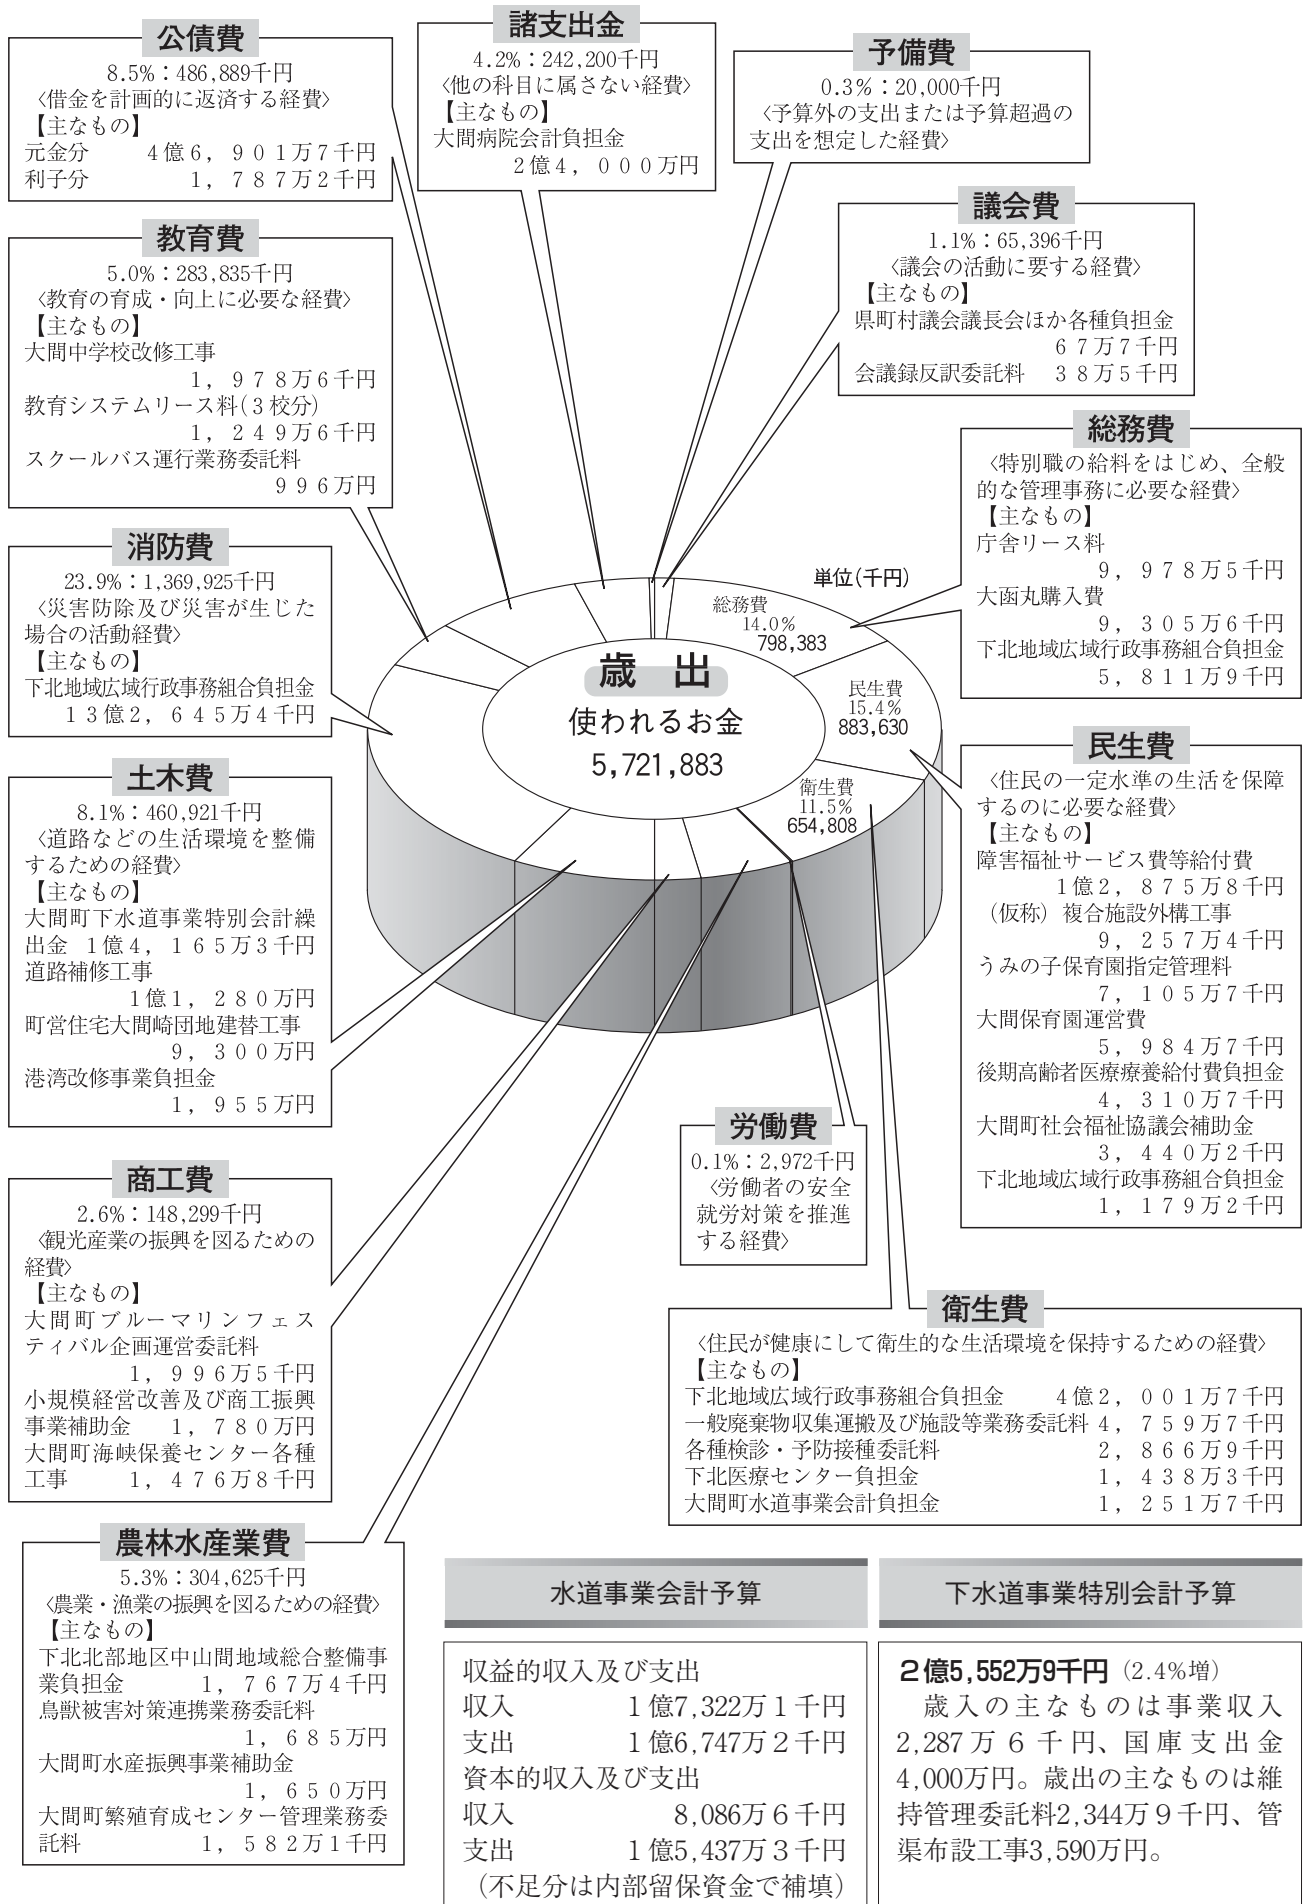 公債費
8.5%：486,889千円
〈借金を計画的に返済する経費〉
【主なもの】
元金分　4億6，901万7千円
利子分　1，787万2千円
諸支出金
4.2%：242,200千円
〈他の科目に属さない経費〉
【主なもの】
大間病院会計負担金
2億4，000万円
予備費
0.3%：20,000千円
〈予算外の支出または予算超過の
支出を想定した経費〉
議会費
1.1%：65,396千円
〈議会の活動に要する経費〉
【主なもの】
県町村議会議長会ほか各種負担金
67万7千円
会議録反訳委託料　38万5千円
教育費
5.0%：283,835千円
〈教育の育成・向上に必要な経費〉
【主なもの】
大間中学校改修工事
1，978万6千円
教育システムリース料(3校分)
1，249万6千円
スクールバス運行業務委託料
996万円
総務費
〈特別職の給料をはじめ、全般
的な管理事務に必要な経費〉
【主なもの】
庁舎リース料
9，978万5千円
大函丸購入費
9，305万6千円
下北地域広域行政事務組合負担金
5，811万9千円
消防費
23.9%：1,369,925千円
〈災害防除及び災害が生じた
場合の活動経費〉
【主なもの】
下北地域広域行政事務組合負担金
13億2，645万4千円
単位(千円)
総務費
14.0%
798,383
民生費
15.4%
883,630
衛生費
11.5%
654,808
歳　出
使われるお金
5,721,883
民生費
〈住民の一定水準の生活を保障
するのに必要な経費〉
【主なもの】
障害福祉サービス費等給付費
1億2，875万8千円
（仮称）複合施設外構工事
9，257万4千円
うみの子保育園指定管理料
7，105万7千円
大間保育園運営費
5，984万7千円
後期高齢者医療療養給付費負担金
4，310万7千円
大間町社会福祉協議会補助金
3，440万2千円
下北地域広域行政事務組合負担金
1，179万2千円
土木費
8.1%：460,921千円
〈道路などの生活環境を整備
するための経費〉
【主なもの】
大間町下水道事業特別会計繰
出金　1億4，165万3千円
道路補修工事
1億1，280万円
町営住宅大間崎団地建替工事
9，300万円
港湾改修事業負担金
1，955万円
労働費
0.1%：2,972千円
〈労働者の安全
就労対策を推進
する経費〉
商工費
2.6%：148,299千円
〈観光産業の振興を図るための
経費〉
【主なもの】
大間町ブルーマリンフェス
ティバル企画運営委託料
1，996万5千円
小規模経営改善及び商工振興
事業補助金　1，780万円
大間町海峡保養センター各種
工事　1，476万8千円
衛生費
〈住民が健康にして衛生的な生活環境を保持するための経費〉
【主なもの】
下北地域広域行政事務組合負担金　4億2，001万7千円
一般廃棄物収集運搬及び施設等業務委託料 4，759万7千円
各種検診・予防接種委託料　2，866万9千円
下北医療センター負担金　1，438万3千円
大間町水道事業会計負担金　1，251万7千円
農林水産業費
5.3%：304,625千円
〈農業・漁業の振興を図るための経費〉
【主なもの】
下北北部地区中山間地域総合整備事
業負担金　1，767万4千円
鳥獣被害対策連携業務委託料
1，685万円
大間町水産振興事業補助金
1，650万円
大間町繁殖育成センター管理業務委
託料　1，582万1千円
水道事業会計予算
収益的収入及び支出
収入　1億7,322万1千円
支出　1億6,747万2千円
資本的収入及び支出
収入　8,086万6千円
支出　1億5,437万3千円
（不足分は内部留保資金で補填）
下水道事業特別会計予算
2億5,552万9千円（2.4%増）
歳入の主なものは事業収入
2,287万6千円、国庫支出金
4,000万円。歳出の主なものは維
持管理委託料2,344万9千円、管
渠布設工事3,590万円。